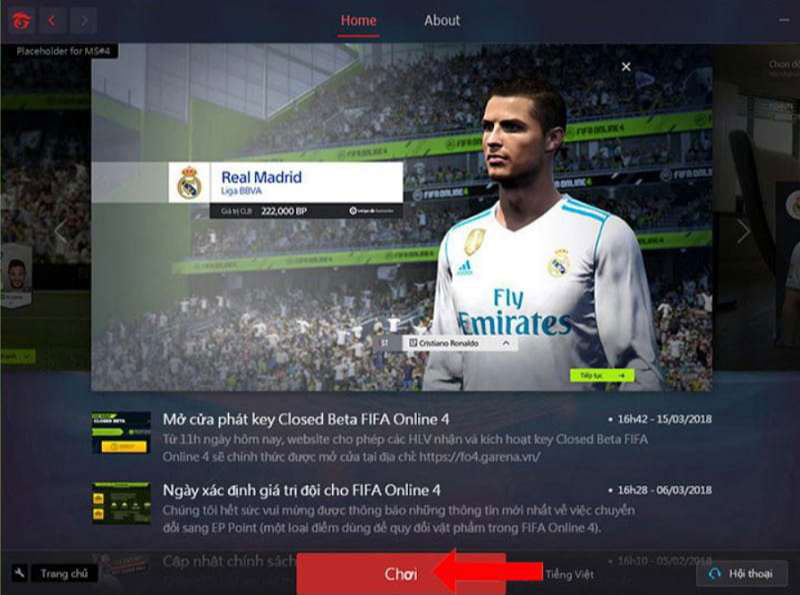 Home
About
Placeholder for MS#4
Real Madrid
Liga BBVA
Giá trị CLB 222,000 BP
FIFA ONLINE 4
Fly
Emirates
ST Cristiano Ronaldo
Tiếp tục
Mở cửa phát key Closed Beta FIFA Online 4
16h42 - 15/03/2018
Từ 11h ngày hôm nay, website cho phép các HLV nhận và kích hoạt key Closed Beta FIFA
Online 4 sẽ chính thức được mở cửa tại địa chỉ: https://fo4.garena.vn/
CLOSED BETA
Ngày xác định giá trị đội cho FIFA Online 4
16h28 - 06/03/2018
Chúng tôi hết sức vui mừng được thông báo những thông tin mới nhất về việc chuyển
đổi sang EP Point (một loại điểm dùng để quy đổi vật phẩm trong FIFA Online 4).
Cập nhật chính sách
16h10 - 05/02/2018
Trang chủ
Chơi
Tiếng Việt
Hội thoại